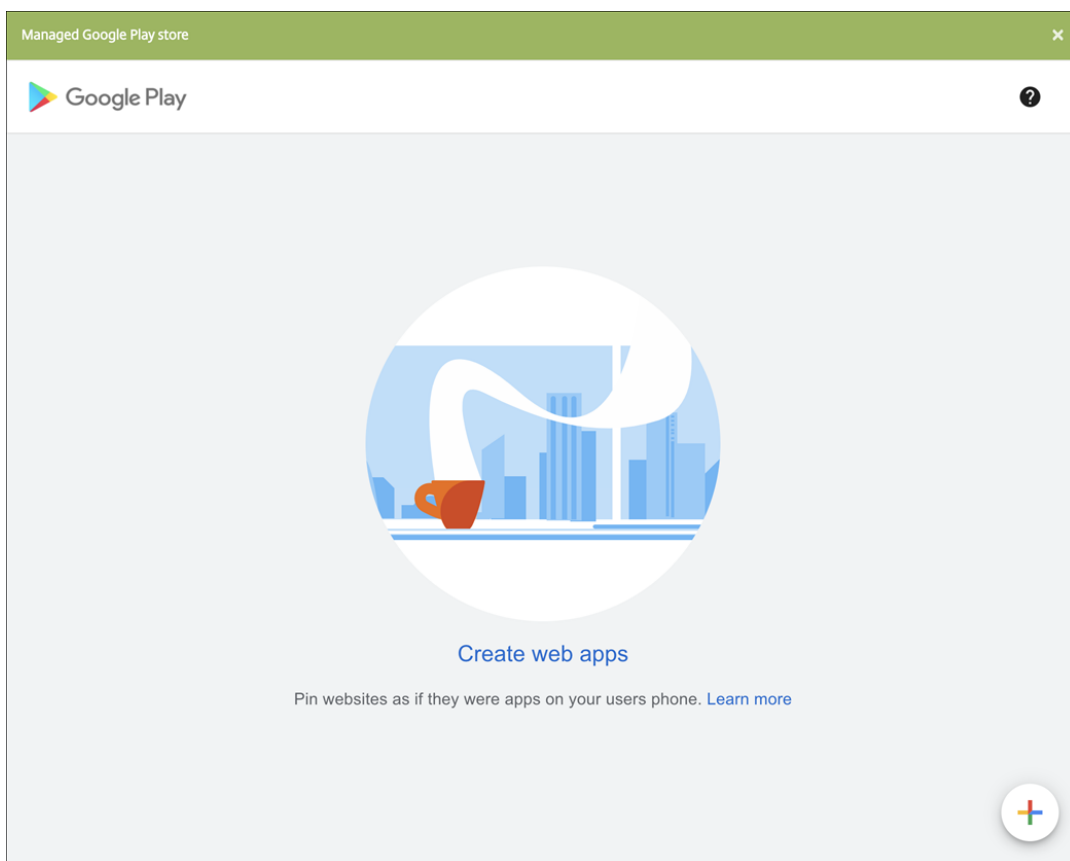 Managed Google Play store
Google Play
Create web apps
Pin websites as if they were apps on your users phone. Learn more